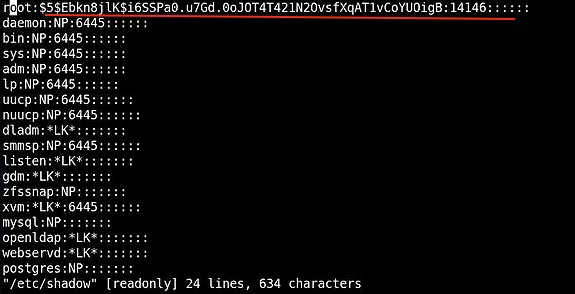 root:$5$Ebkn8jlK$i6SSPa0.u7Gd.0oJOT4T421N2OvsfXqAT1vCoYUOigB:14146::::::
daemon:NP:6445::::::
bin:NP:6445::::::
sys:NP:6445::::::
adm:NP:6445::::::
lp:NP:6445::::::
uucp:NP:6445::::::
nuucp:NP:6445::::::
dladm:*LK*:::::::
smmsp:NP:6445::::::
listen:*LK*:::::::
gdm:*LK*:::::::
zfssnap:NP:::::::
xvm:*LK*:6445::::::
mysql:NP:::::::
openldap:*LK*:::::::
webservd:*LK*:::::::
postgres:NP:::::::
"/etc/shadow" [readonly] 24 lines, 634 characters